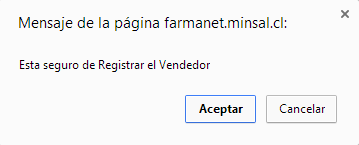 Mensaje de la página farmanet.minsal.cl:
Esta seguro de Registrar el Vendedor
Aceptar Cancelar